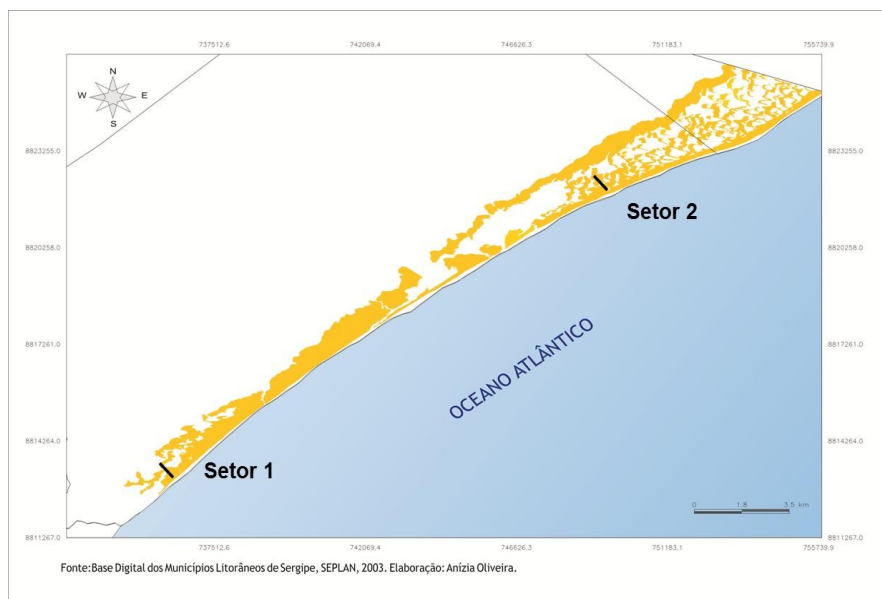 737512.6 742069.4 746626.3 751183.1 755739.9
N
W E
S
8823255.0 8823255.0
Setor 2
8820258.0 8820258.0
OCEANO ATLÂNTICO
8817261.0 8817261.0
8814264.0 8814264.0
Setor 1
0 1.8 3.5 km
8811267.0 8811267.0
737512.6 742069.4 746626.3 751183.1 755739.9
Fonte:Base Digital dos Municípios Litorâneos de Sergipe, SEPLAN, 2003. Elaboração: Anízia Oliveira.